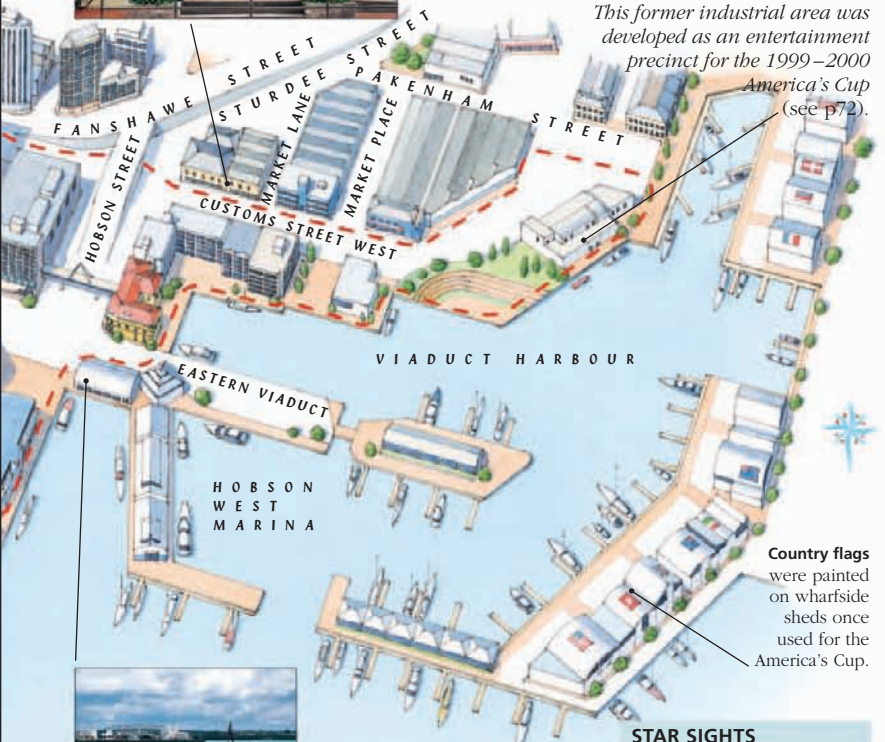 This former industrial area was
developed as an entertainment
precinct for the 1999–2000
America's Cup
(see p72).
FANSHAWE STREET
STURDEE STREET
PAKENHAM STREET
HOBSON STREET
MARKET LANE
MARKET PLACE
CUSTOMS STREET WEST
VIADUCT HARBOUR
EASTERN VIADUCT
HOBSON
WEST
MARINA
Country flags
were painted
on wharfside
sheds once
used for the
America's Cup.
STAR SIGHTS